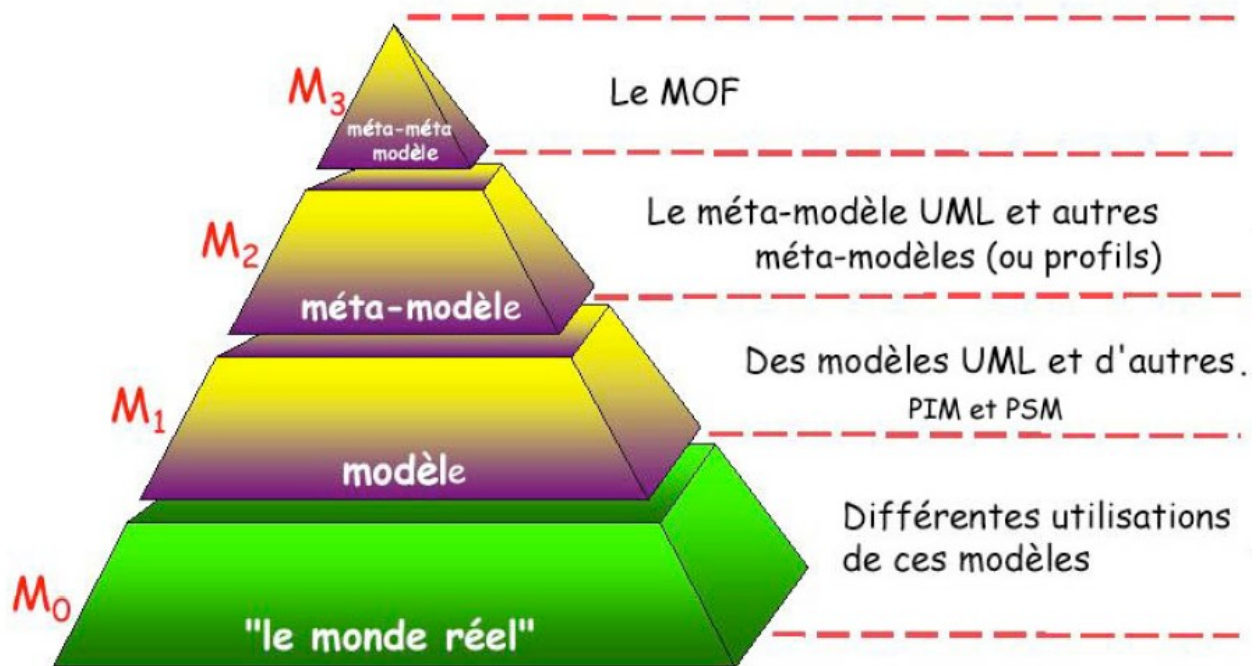 M3
méta-méta
modèle
Le MOF
M2
méta-modèle
Le méta-modèle UML et autres
méta-modèles (ou profils)
M1
modèle
Des modèles UML et d'autres.
PIM et PSM
M0
"le monde réel"
Différentes utilisations
de ces modèles